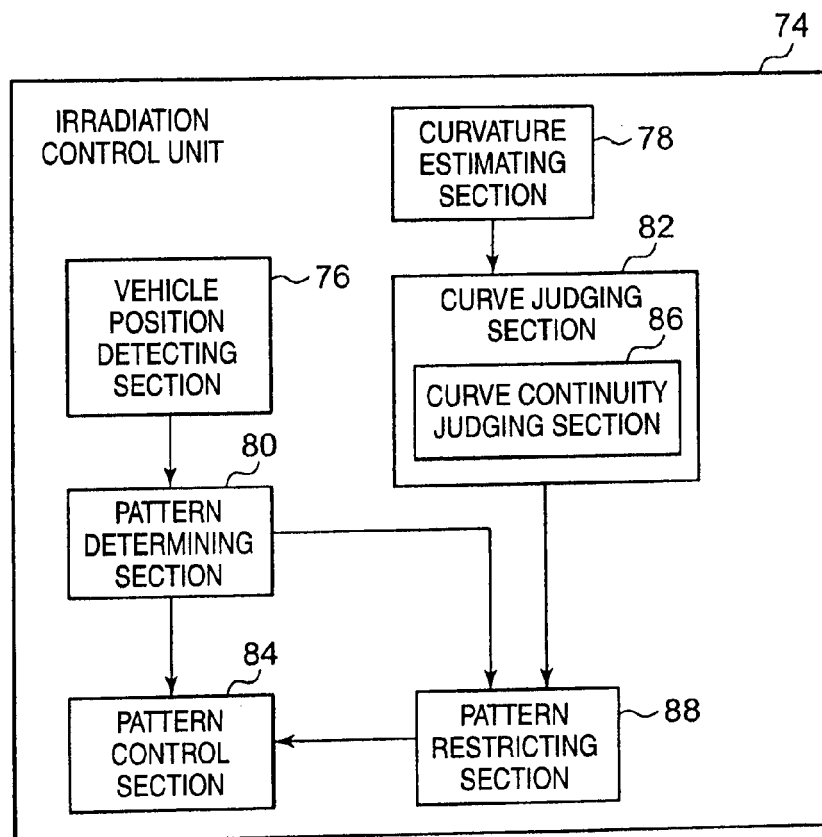 74
IRRADIATION
CONTROL UNIT
CURVATURE
ESTIMATING
SECTION
78
VEHICLE
POSITION
DETECTING
SECTION
76
82
CURVE JUDGING
SECTION
86
CURVE CONTINUITY
JUDGING SECTION
80
PATTERN
DETERMINING
SECTION
84
PATTERN
CONTROL
SECTION
PATTERN
RESTRICTING
SECTION
88